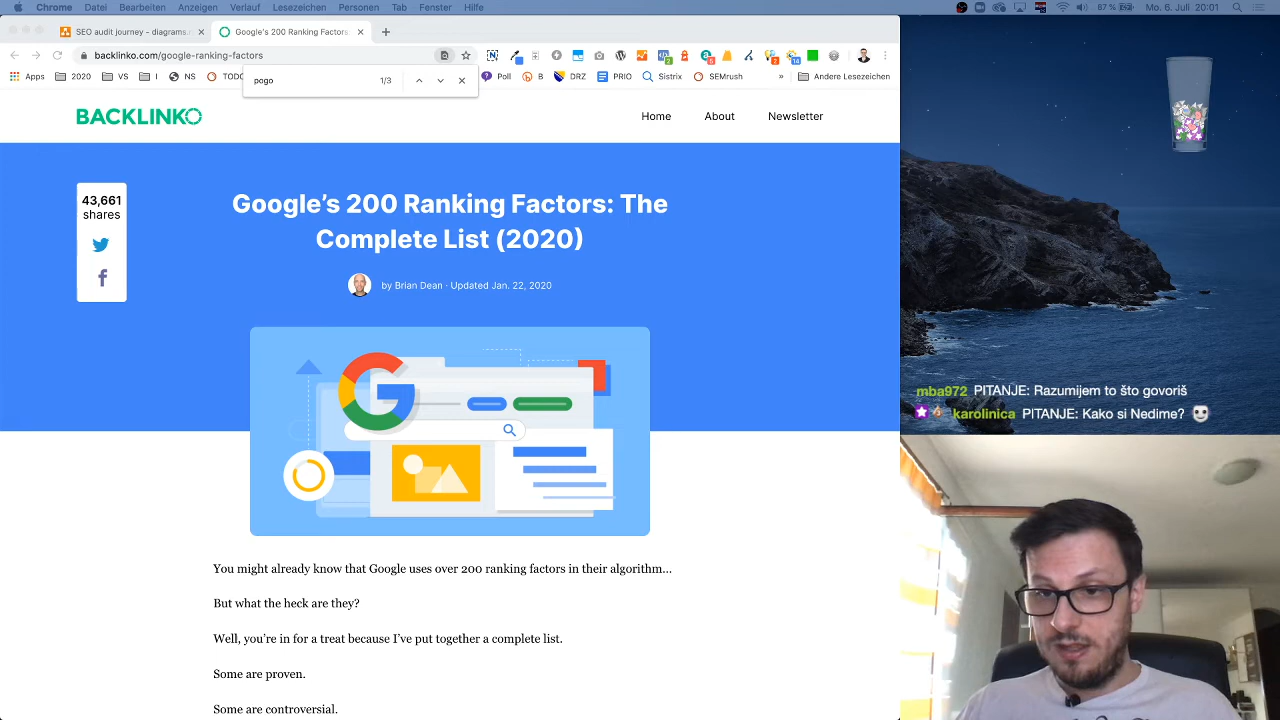 Chrome Datei Bearbeiten Anzeigen Verlauf Lesezeichen Personen Tab Fenster Hilfe
67 % Mo. 6. Juli 20:01
SEO audit journey - diagrams.
Google's 200 Ranking Factors:
backlinko.com/google-ranking-factors
Apps 2020 VS I NS TODO Poll B DRZ PRIO Sistrix SEMrush » Andere Lesezeichen
pogo 1/3
BACKLINKO
Home About Newsletter
43,661
shares
Google's 200 Ranking Factors: The
Complete List (2020)
by Brian Dean · Updated Jan. 22, 2020
mba972 PITANJE: Razumijem to što govoriš
karolinica PITANJE: Kako si Nedime?
You might already know that Google uses over 200 ranking factors in their algorithm…
But what the heck are they?
Well, you're in for a treat because I've put together a complete list.
Some are proven.
Some are controversial.